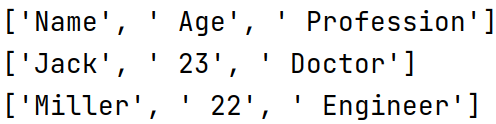 ['Name', ' Age', ' Profession']
['Jack', ' 23', ' Doctor']
['Miller', ' 22', ' Engineer']